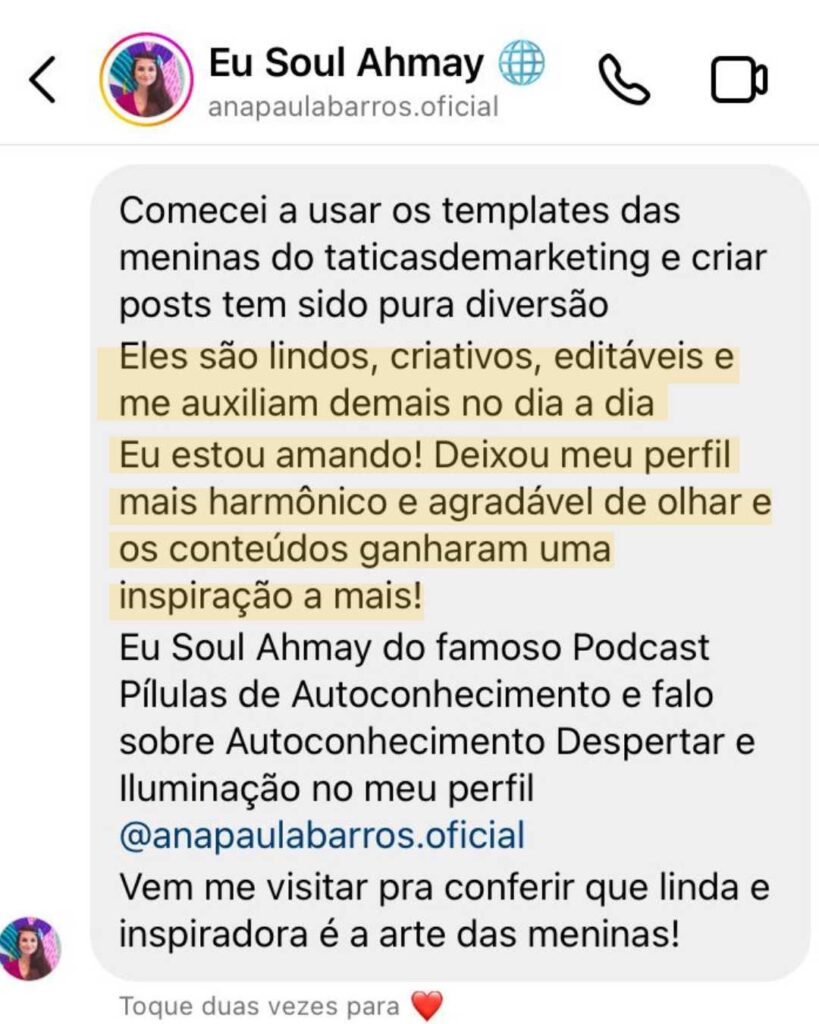 Eu Soul Ahmay 🌐
anapaulabarros.oficial
Comecei a usar os templates das
meninas do taticasdemarketing e criar
posts tem sido pura diversão
Eles são lindos, criativos, editáveis e
me auxiliam demais no dia a dia
Eu estou amando! Deixou meu perfil
mais harmônico e agradável de olhar e
os conteúdos ganharam uma
inspiração a mais!
Eu Soul Ahmay do famoso Podcast
Pílulas de Autoconhecimento e falo
sobre Autoconhecimento Despertar e
Iluminação no meu perfil
@anapaulabarros.oficial
Vem me visitar pra conferir que linda e
inspiradora é a arte das meninas!
Toque duas vezes para ❤️